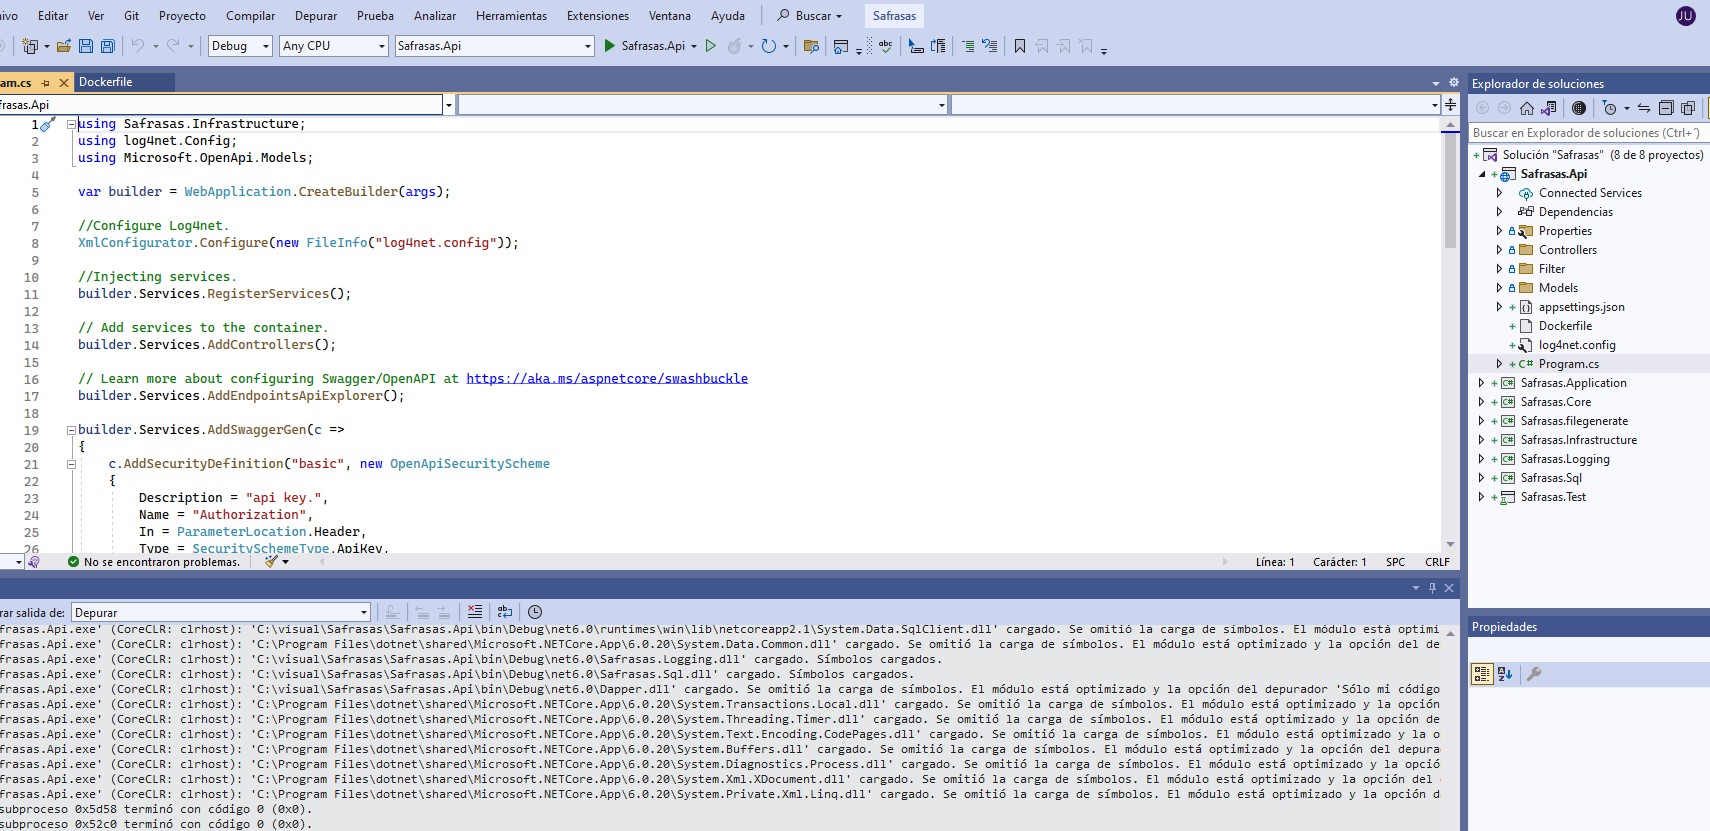 ivo Editar Ver Git Proyecto Compilar Depurar Prueba Analizar Herramientas Extensiones Ventana Ayuda Buscar Safrasas JU
Debug Any CPU Safrasas.Api Safrasas.Api
am.cs Dockerfile
frasas.Api
1 using Safrasas.Infrastructure;
2 using log4net.Config;
3 using Microsoft.OpenApi.Models;
4
5 var builder = WebApplication.CreateBuilder(args);
6
7 //Configure Log4net.
8 XmlConfigurator.Configure(new FileInfo("log4net.config"));
9
10 //Injecting services.
11 builder.Services.RegisterServices();
12
13 // Add services to the container.
14 builder.Services.AddControllers();
15
16 // Learn more about configuring Swagger/OpenAPI at https://aka.ms/aspnetcore/swashbuckle
17 builder.Services.AddEndpointsApiExplorer();
18
19 builder.Services.AddSwaggerGen(c =>
20 {
21 c.AddSecurityDefinition("basic", new OpenApiSecurityScheme
22 {
23 Description = "api key.",
24 Name = "Authorization",
25 In = ParameterLocation.Header,
26 Type = SecuritySchemeType.ApiKey,
No se encontraron problemas. Línea: 1 Carácter: 1 SPC CRLF
rar salida de: Depurar
frasas.Api.exe' (CoreCLR: clrhost): 'C:\visual\Safrasas\Safrasas.Api\bin\Debug\net6.0\runtimes\win\lib\netcoreapp2.1\System.Data.SqlClient.dll' cargado. Se omitió la carga de símbolos. El módulo está optimi
frasas.Api.exe' (CoreCLR: clrhost): 'C:\Program Files\dotnet\shared\Microsoft.NETCore.App\6.0.20\System.Data.Common.dll' cargado. Se omitió la carga de símbolos. El módulo está optimizado y la opción del de
frasas.Api.exe' (CoreCLR: clrhost): 'C:\visual\Safrasas\Safrasas.Api\bin\Debug\net6.0\Safrasas.Logging.dll' cargado. Símbolos cargados.
frasas.Api.exe' (CoreCLR: clrhost): 'C:\visual\Safrasas\Safrasas.Api\bin\Debug\net6.0\Safrasas.Sql.dll' cargado. Símbolos cargados.
frasas.Api.exe' (CoreCLR: clrhost): 'C:\visual\Safrasas\Safrasas.Api\bin\Debug\net6.0\Dapper.dll' cargado. Se omitió la carga de símbolos. El módulo está optimizado y la opción del depurador 'Sólo mi código
frasas.Api.exe' (CoreCLR: clrhost): 'C:\Program Files\dotnet\shared\Microsoft.NETCore.App\6.0.20\System.Transactions.Local.dll' cargado. Se omitió la carga de símbolos. El módulo está optimizado y la opción
frasas.Api.exe' (CoreCLR: clrhost): 'C:\Program Files\dotnet\shared\Microsoft.NETCore.App\6.0.20\System.Threading.Timer.dll' cargado. Se omitió la carga de símbolos. El módulo está optimizado y la opción de
frasas.Api.exe' (CoreCLR: clrhost): 'C:\Program Files\dotnet\shared\Microsoft.NETCore.App\6.0.20\System.Text.Encoding.CodePages.dll' cargado. Se omitió la carga de símbolos. El módulo está optimizado y la o
frasas.Api.exe' (CoreCLR: clrhost): 'C:\Program Files\dotnet\shared\Microsoft.NETCore.App\6.0.20\System.Buffers.dll' cargado. Se omitió la carga de símbolos. El módulo está optimizado y la opción del depura
frasas.Api.exe' (CoreCLR: clrhost): 'C:\Program Files\dotnet\shared\Microsoft.NETCore.App\6.0.20\System.Diagnostics.Process.dll' cargado. Se omitió la carga de símbolos. El módulo está optimizado y la opció
frasas.Api.exe' (CoreCLR: clrhost): 'C:\Program Files\dotnet\shared\Microsoft.NETCore.App\6.0.20\System.Xml.XDocument.dll' cargado. Se omitió la carga de símbolos. El módulo está optimizado y la opción del
frasas.Api.exe' (CoreCLR: clrhost): 'C:\Program Files\dotnet\shared\Microsoft.NETCore.App\6.0.20\System.Private.Xml.Linq.dll' cargado. Se omitió la carga de símbolos. El módulo está optimizado y la opción d
subproceso 0x5d58 terminó con código 0 (0x0).
subproceso 0x52c0 terminó con código 0 (0x0).
Explorador de soluciones
Buscar en Explorador de soluciones (Ctrl+´)
Solución "Safrasas" (8 de 8 proyectos)
Safrasas.Api
Connected Services
Dependencias
Properties
Controllers
Filter
Models
appsettings.json
Dockerfile
log4net.config
C# Program.cs
C# Safrasas.Application
C# Safrasas.Core
C# Safrasas.filegenerate
C# Safrasas.Infrastructure
C# Safrasas.Logging
C# Safrasas.Sql
Safrasas.Test
Propiedades